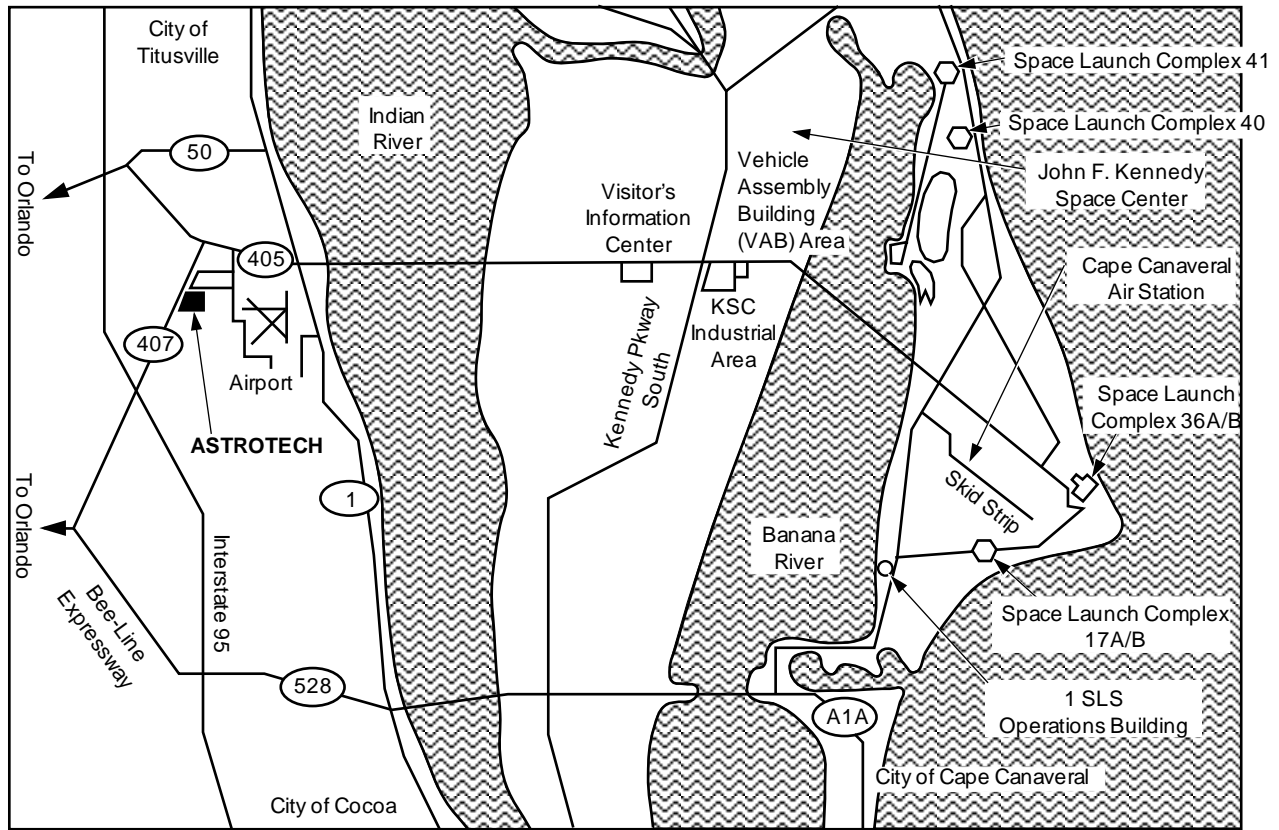 City of
Titusville
Space Launch Complex 41
Indian
River
Space Launch Complex 40
50
To Orlando
Vehicle
Assembly
Building
(VAB) Area
John F. Kennedy
Space Center
Visitor's
Information
Center
405
Cape Canaveral
Air Station
KSC
Industrial
Area
407
Airport
Kennedy Pkway
South
Space Launch
Complex 36A/B
ASTROTECH
Skid Strip
1
To Orlando
Banana
River
Interstate 95
Bee-Line
Expressway
Space Launch Complex
17A/B
528
1 SLS
Operations Building
A1A
City of Cape Canaveral
City of Cocoa